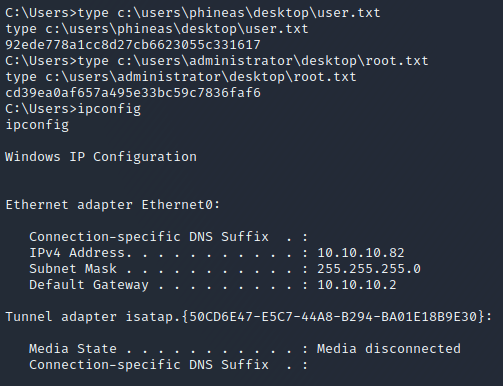 C:\Users>type c:\users\phineas\desktop\user.txt
type c:\users\phineas\desktop\user.txt
92ede778a1cc8d27cb6623055c331617
C:\Users>type c:\users\administrator\desktop\root.txt
type c:\users\administrator\desktop\root.txt
cd39ea0af657a495e33bc59c7836faf6
C:\Users>ipconfig
ipconfig

Windows IP Configuration


Ethernet adapter Ethernet0:

   Connection-specific DNS Suffix  . :
   IPv4 Address. . . . . . . . . . . : 10.10.10.82
   Subnet Mask . . . . . . . . . . . : 255.255.255.0
   Default Gateway . . . . . . . . . : 10.10.10.2

Tunnel adapter isatap.{50CD6E47-E5C7-44A8-B294-BA01E18B9E30}:

   Media State . . . . . . . . . . . : Media disconnected
   Connection-specific DNS Suffix  . :